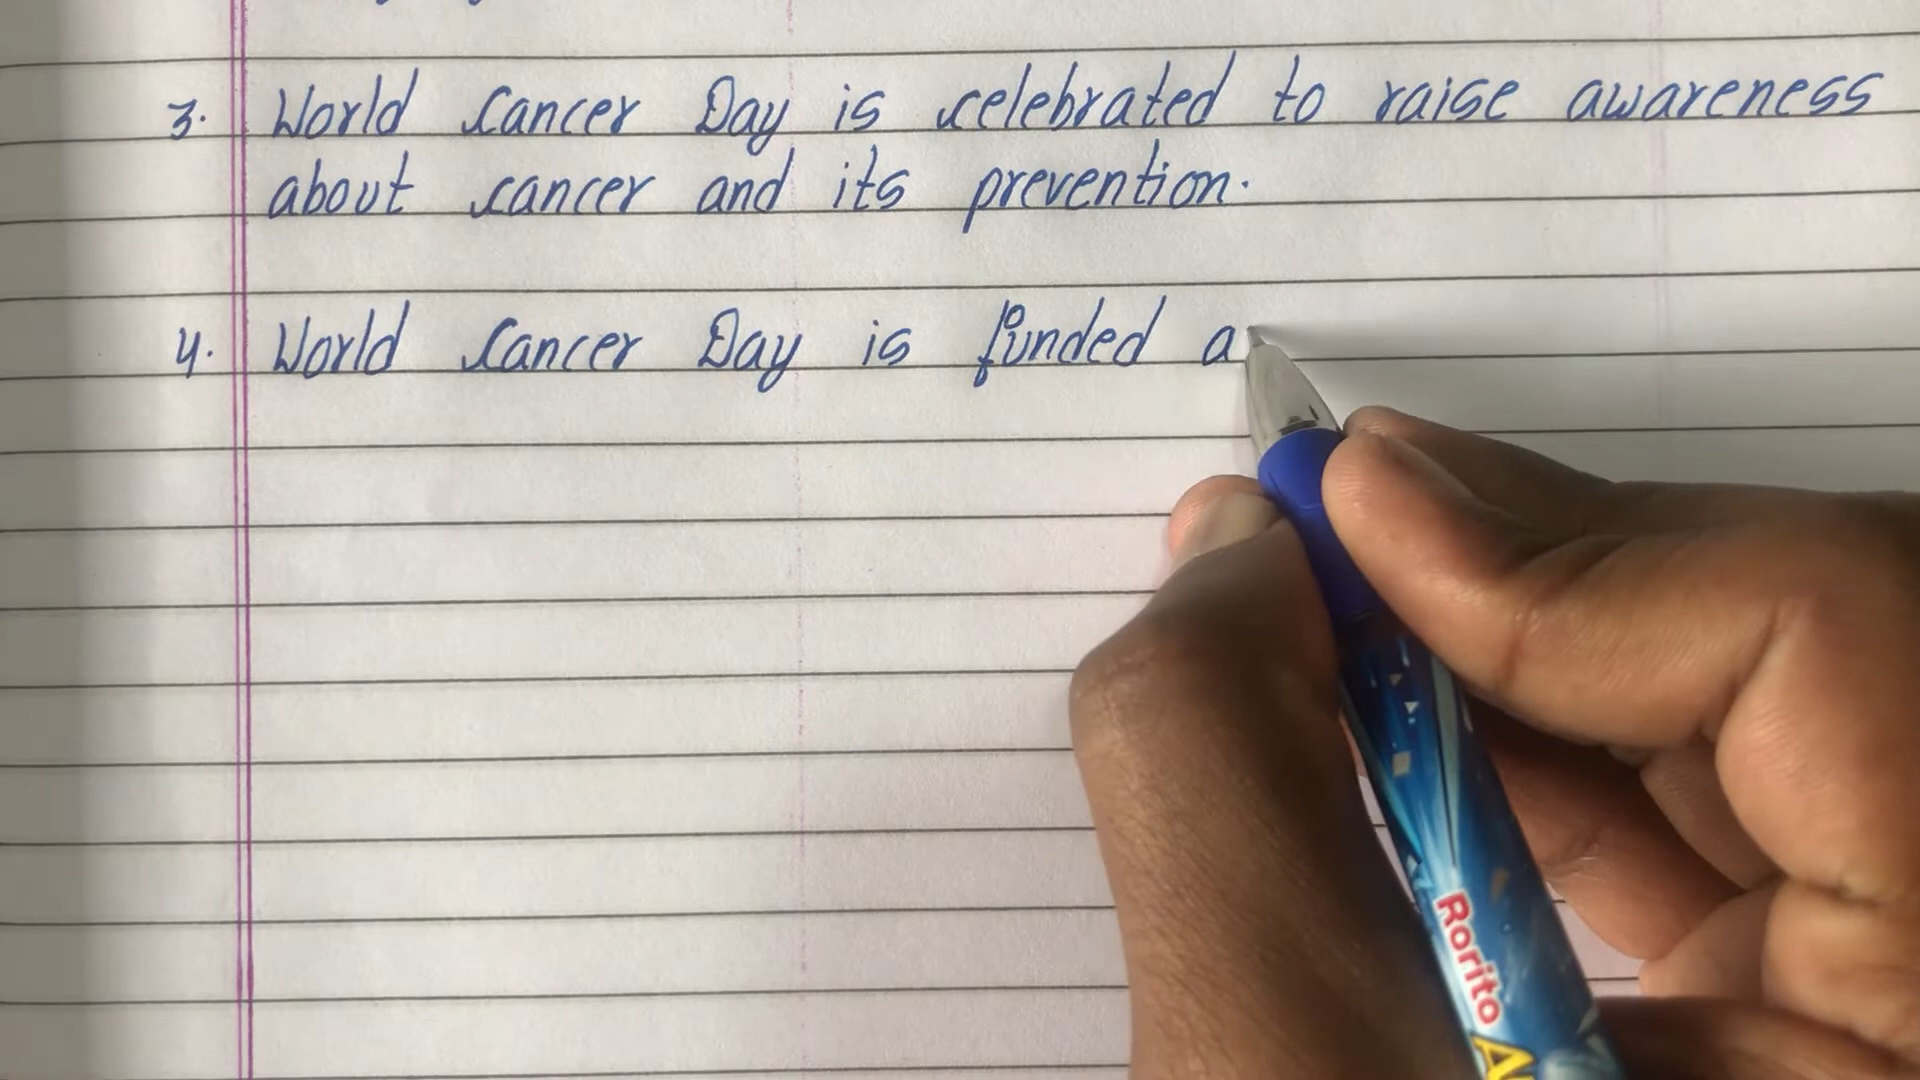 3. World Cancer Day is celebrated to raise awareness
about cancer and its prevention.
4. World Cancer Day is funded a
Rorito